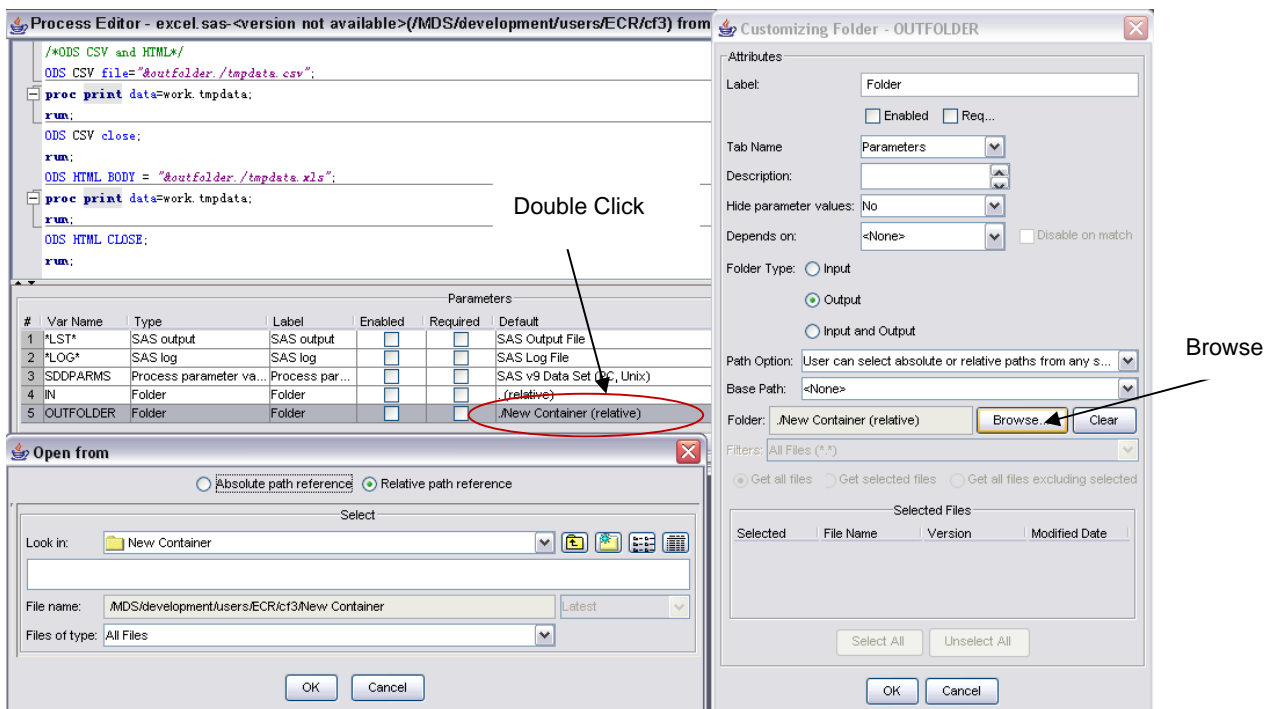 Process Editor - excel.sas-<version not available>(/MDS/development/users/ECR/cf3) from
/*ODS CSV and HTML*/
ODS CSV file="&outfolder./tmpdata.csv";
proc print data=work.tmpdata;
run;
ODS CSV close;
run;
ODS HTML BODY = "&outfolder./tmpdata.xls";
proc print data=work.tmpdata;
run;
ODS HTML CLOSE;
run;
Double Click
Parameters
# Var Name Type Label Enabled Required Default
1 *LST* SAS output SAS output SAS Output File
2 *LOG* SAS log SAS log SAS Log File
3 SDDPARMS Process parameter va... Process par... SAS v9 Data Set (PC, Unix)
4 IN Folder Folder . (relative)
5 OUTFOLDER Folder Folder ./New Container (relative)
Open from
Absolute path reference Relative path reference
Select
Look in: New Container
File name: /MDS/development/users/ECR/cf3/New Container Latest
Files of type: All Files
OK Cancel
Customizing Folder - OUTFOLDER
Attributes
Label: Folder
Enabled Req...
Tab Name Parameters
Description:
Hide parameter values: No
Depends on: <None> Disable on match
Folder Type: Input
Output
Input and Output
Path Option: User can select absolute or relative paths from any s...
Base Path: <None>
Folder: ./New Container (relative) Browse... Clear
Filters: All Files (*.*)
Get all files Get selected files Get all files excluding selected
Selected Files
Selected File Name Version Modified Date
Select All Unselect All
OK Cancel
Browse